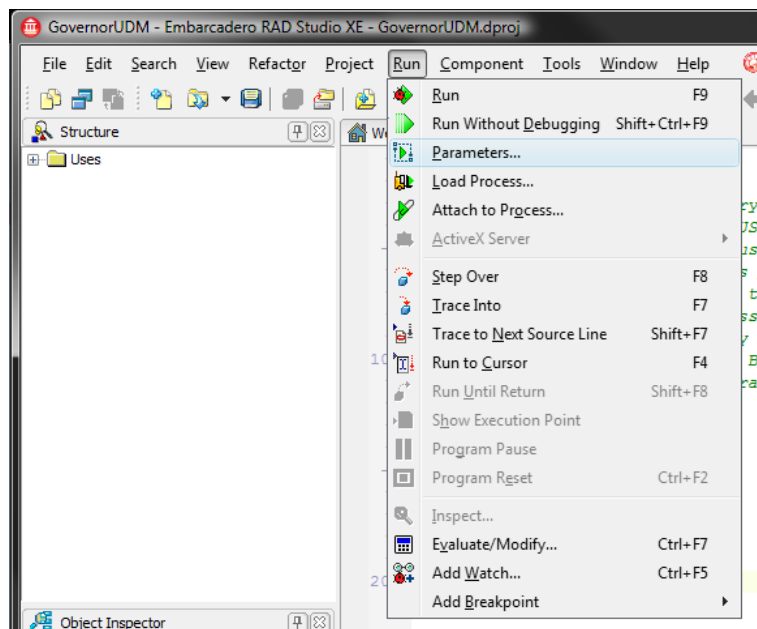 GovernorUDM - Embarcadero RAD Studio XE - GovernorUDM.dproj
File Edit Search View Refactor Project Run Component Tools Window Help
Structure
Uses
Run F9
Run Without Debugging Shift+Ctrl+F9
Parameters...
Load Process...
Attach to Process...
ActiveX Server
Step Over F8
Trace Into F7
Trace to Next Source Line Shift+F7
10
Run to Cursor F4
Run Until Return Shift+F8
Show Execution Point
Program Pause
Program Reset Ctrl+F2
Inspect...
Evaluate/Modify... Ctrl+F7
20
Add Watch... Ctrl+F5
Add Breakpoint
Object Inspector